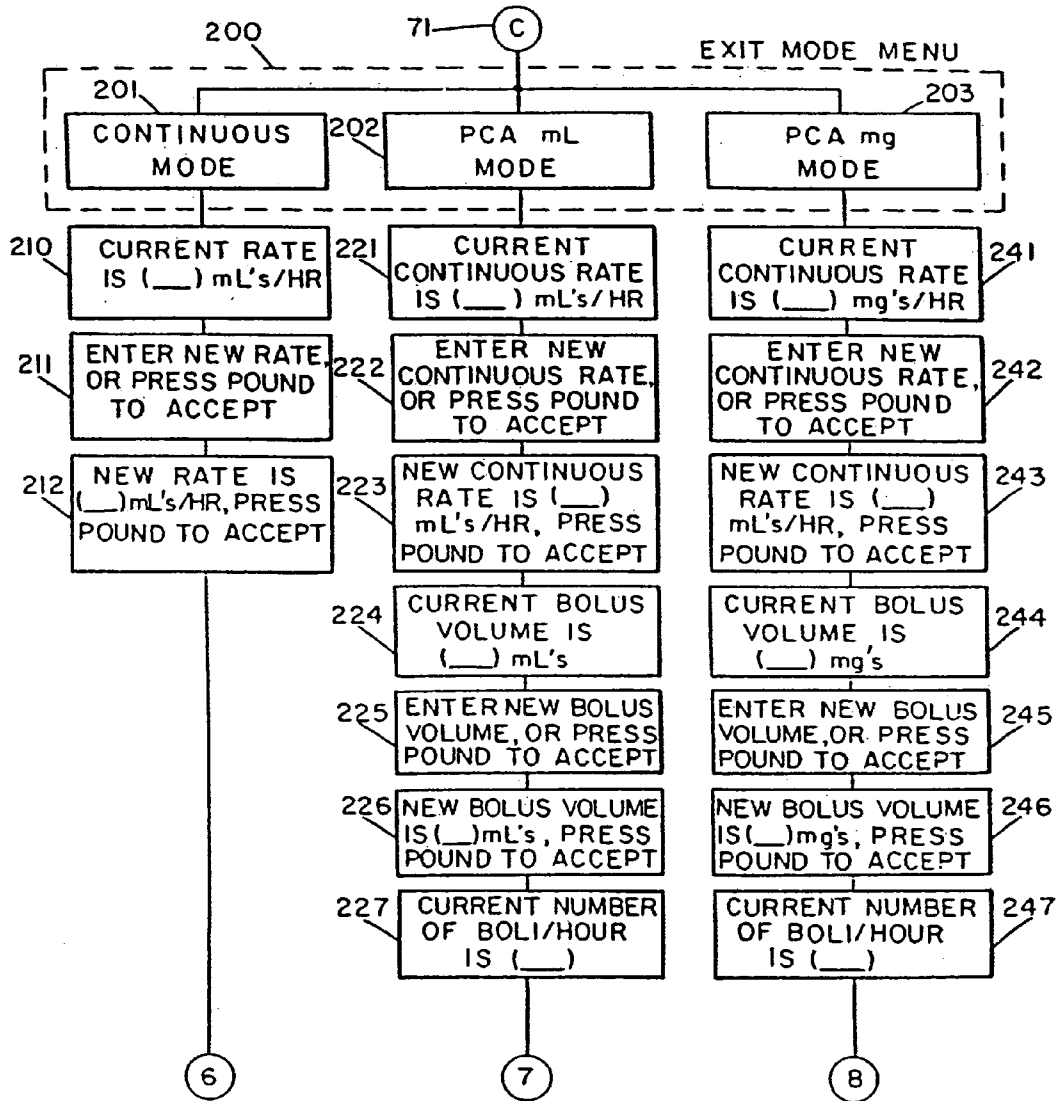 71
C
200
EXIT MODE MENU
201
CONTINUOUS
MODE
202
PCA mL
MODE
203
PCA mg
MODE
210
CURRENT RATE
IS (__) mL's/HR
211
ENTER NEW RATE,
OR PRESS POUND
TO ACCEPT
212
NEW RATE IS
(__)mL's/HR, PRESS
POUND TO ACCEPT
6
221
CURRENT
CONTINUOUS RATE
IS (___) mL's/HR
222
ENTER NEW
CONTINUOUS RATE,
OR PRESS POUND
TO ACCEPT
223
NEW CONTINUOUS
RATE IS (___)
mL's/HR, PRESS
POUND TO ACCEPT
224
CURRENT BOLUS
VOLUME IS
(___) mL's
225
ENTER NEW BOLUS
VOLUME, OR PRESS
POUND TO ACCEPT
226
NEW BOLUS VOLUME
IS(__)mL's, PRESS
POUND TO ACCEPT
227
CURRENT NUMBER
OF BOLI/HOUR
IS (___)
7
241
CURRENT
CONTINUOUS RATE
IS (___) mg's/HR
242
ENTER NEW
CONTINUOUS RATE,
OR PRESS POUND
TO ACCEPT
243
NEW CONTINUOUS
RATE IS (___)
mL's/HR, PRESS
POUND TO ACCEPT
244
CURRENT BOLUS
VOLUME IS
(___) mg's
245
ENTER NEW BOLUS
VOLUME, OR PRESS
POUND TO ACCEPT
246
NEW BOLUS VOLUME
IS(__)mg's, PRESS
POUND TO ACCEPT
247
CURRENT NUMBER
OF BOLI/HOUR
IS (___)
8